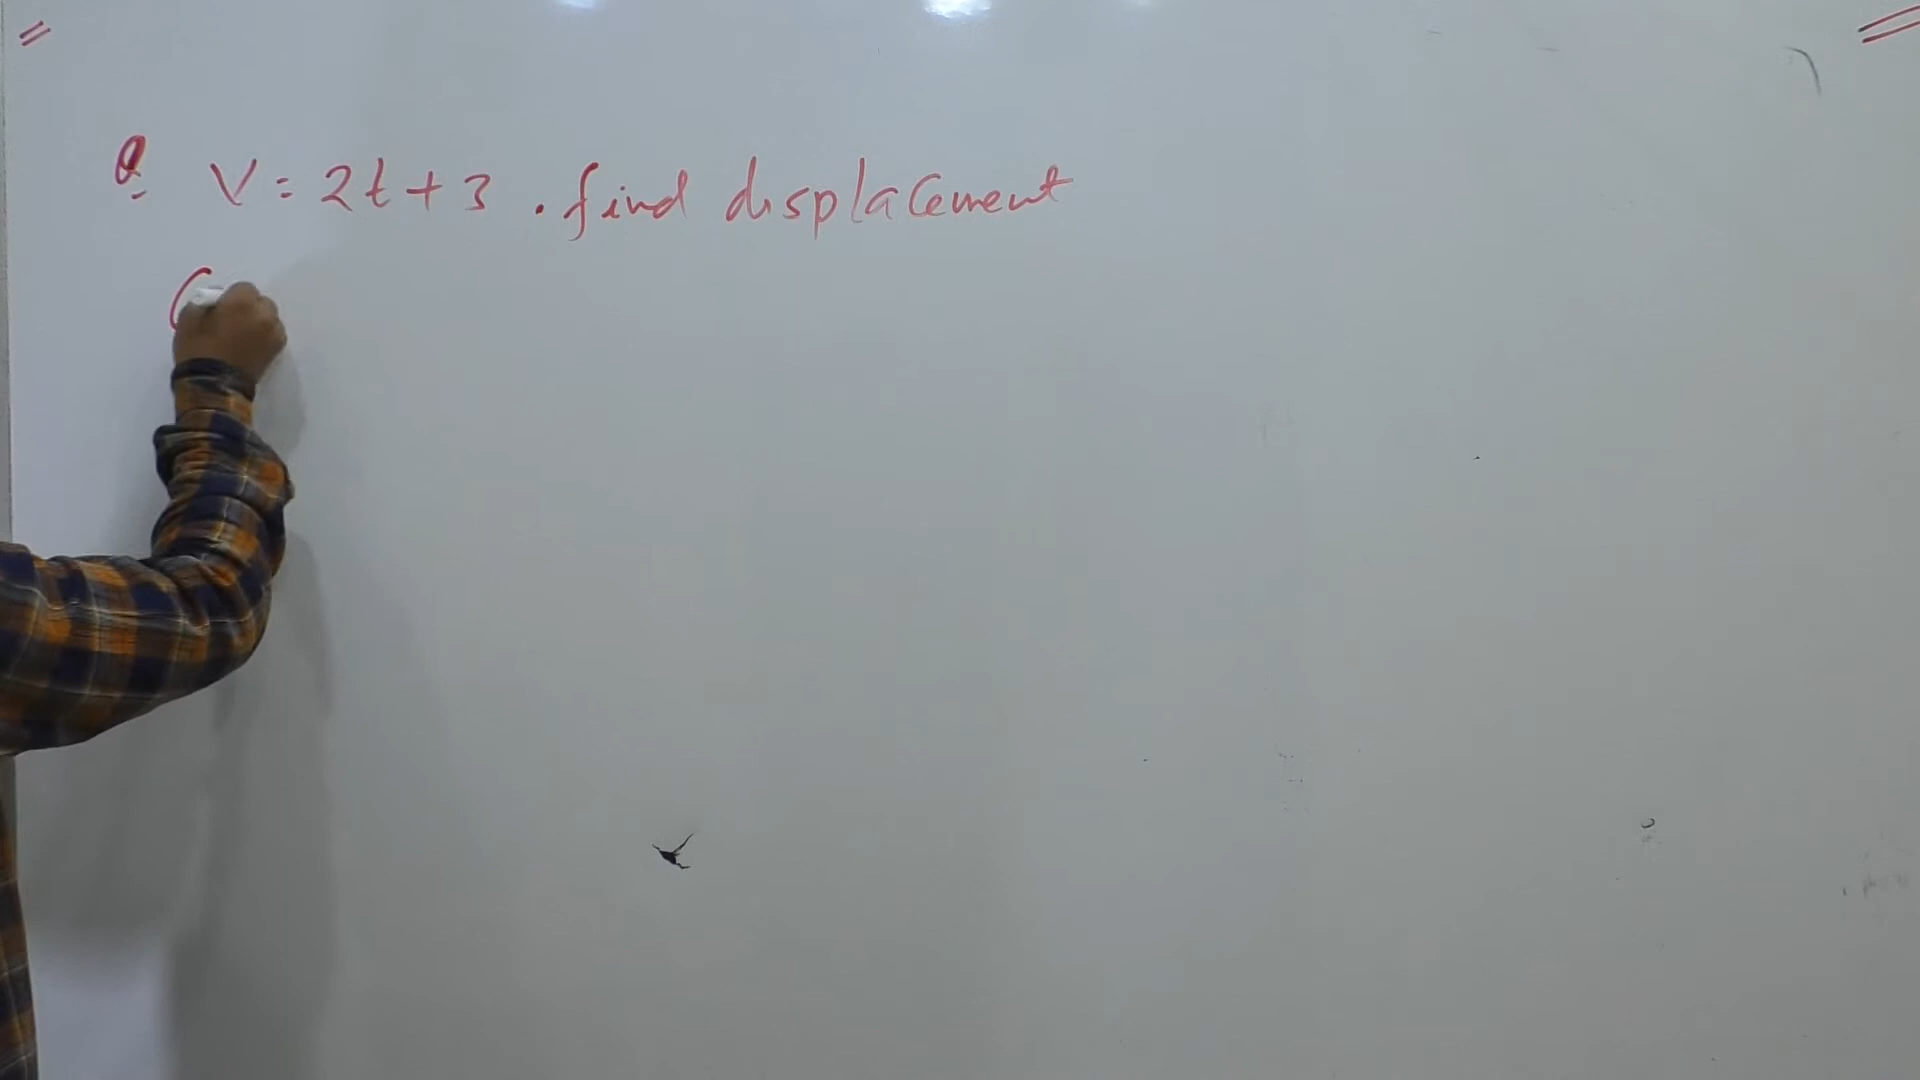 Q. V = 2t + 3 . find displacement
(